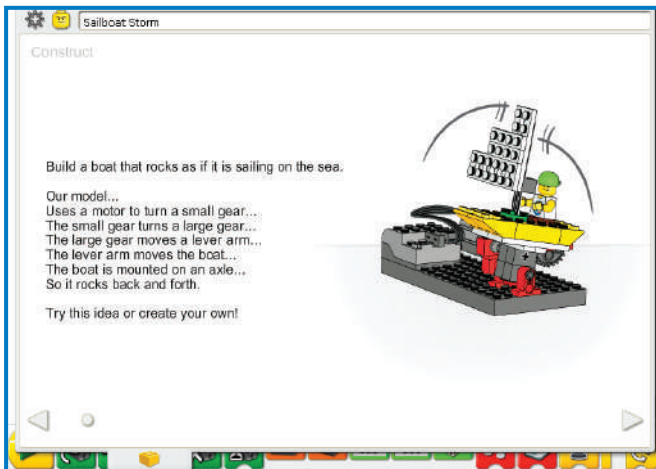 Sailboat Storm
Construct
Build a boat that rocks as if it is sailing on the sea.
Our model...
Uses a motor to turn a small gear...
The small gear turns a large gear...
The large gear moves a lever arm...
The lever arm moves the boat...
The boat is mounted on an axle...
So it rocks back and forth.
Try this idea or create your own!